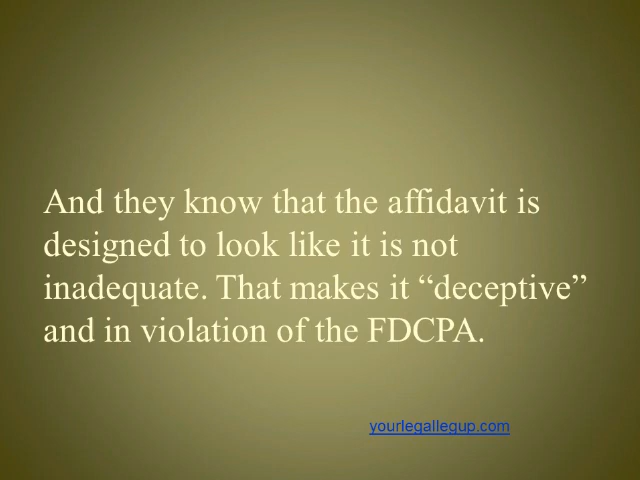 And they know that the affidavit is
designed to look like it is not
inadequate. That makes it “deceptive”
and in violation of the FDCPA.
yourlegallegup.com